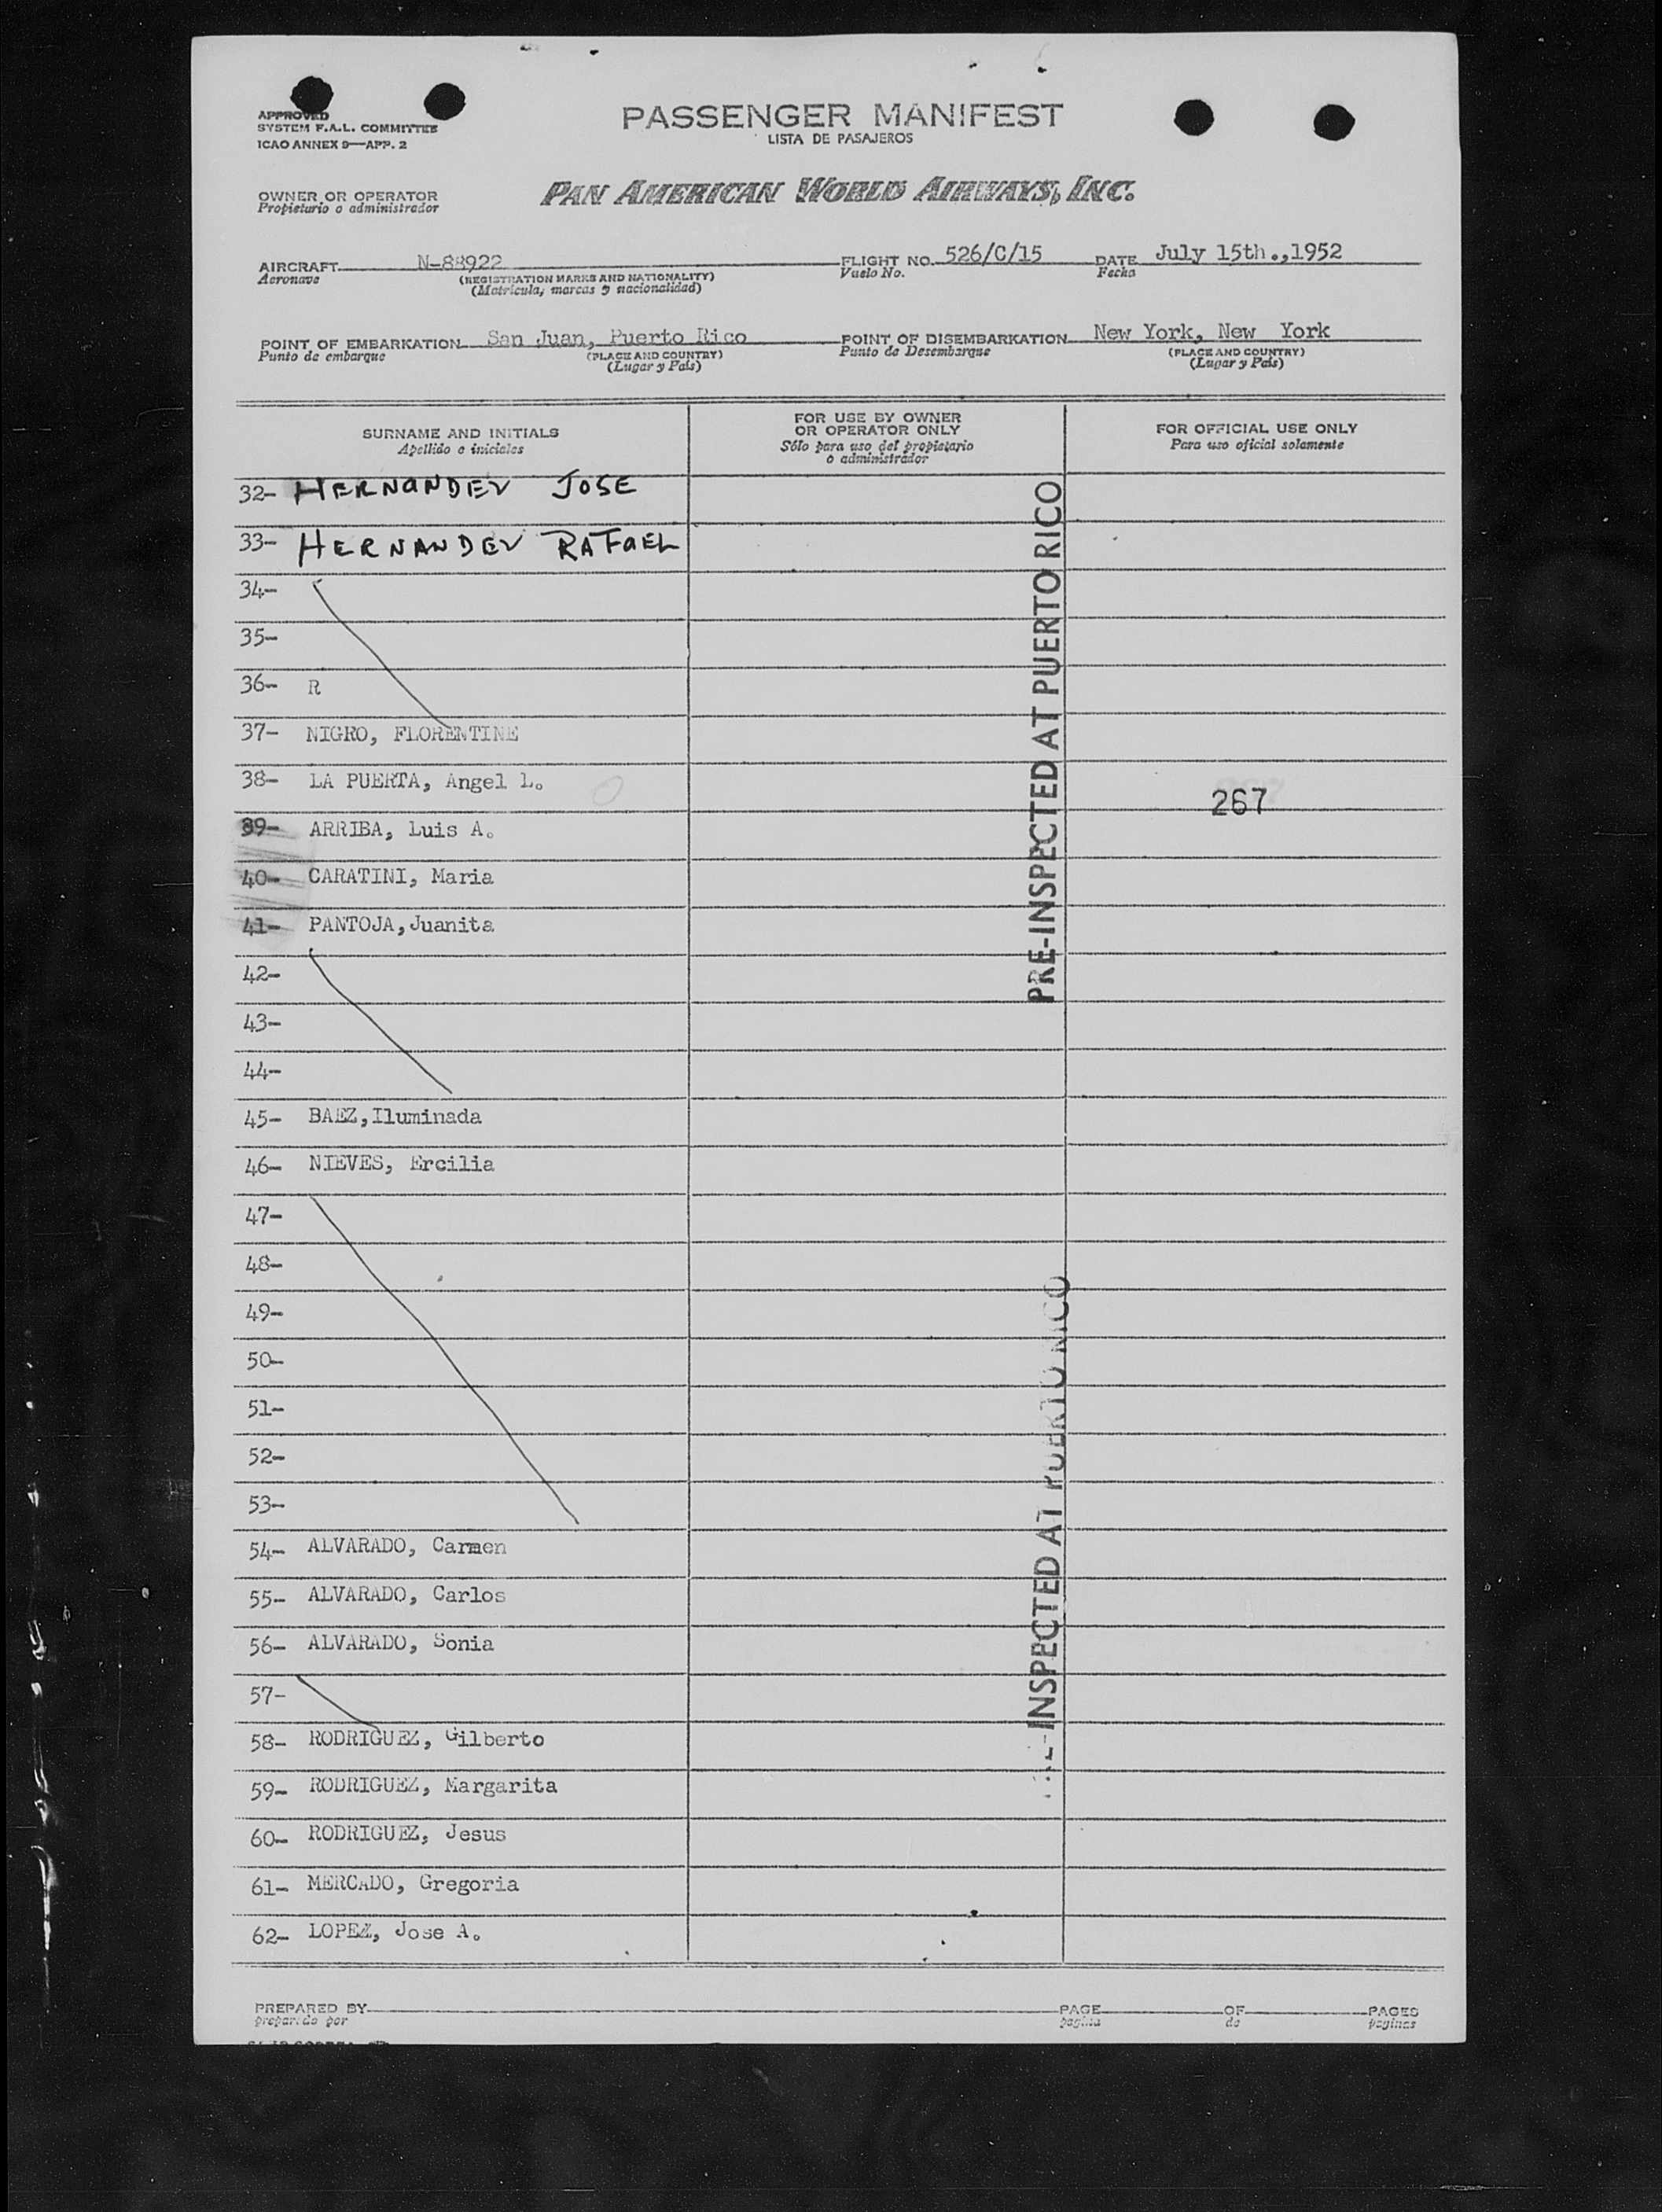 APPROVED
SYSTEM F.A.L. COMMITTEE
ICAO ANNEX 9—APP. 2
PASSENGER MANIFEST
LISTA DE PASAJEROS
OWNER OR OPERATOR
Propietario o administrador
PAN AMERICAN WORLD AIRWAYS, INC.
AIRCRAFT N-88922 FLIGHT NO. 526/C/15 DATE July 15th.,1952
Aeronave (REGISTRATION MARKS AND NATIONALITY) Vuelo No. Fecha
(Matrícula, marcas y nacionalidad)
POINT OF EMBARKATION San Juan, Puerto Rico POINT OF DISEMBARKATION New York, New York
Punto de embarque (PLACE AND COUNTRY) Punto de Desembarque (PLACE AND COUNTRY)
(Lugar y País) (Lugar y País)
SURNAME AND INITIALS
Apellido e iniciales
FOR USE BY OWNER
OR OPERATOR ONLY
Sólo para uso del propietario
o administrador
FOR OFFICIAL USE ONLY
Para uso oficial solamente
32- HERNANDEV JOSE
33- HERNANDEV RAFAEL
34-
35-
36- R
37- NIGRO, FLORENTINE
38- LA PUERTA, Angel L.
267
39- ARRIBA, Luis A.
40- CARATINI, Maria
41- PANTOJA,Juanita
42-
43-
44-
45- BAEZ,Iluminada
46- NIEVES, Ercilia
47-
48-
49-
50-
51-
52-
53-
54- ALVARADO, Carmen
55- ALVARADO, Carlos
56- ALVARADO, Sonia
57-
58- RODRIGUEZ, Gilberto
59- RODRIGUEZ, Margarita
60- RODRIGUEZ, Jesus
61- MERCADO, Gregoria
62- LOPEZ, Jose A.
PRE-INSPECTED AT PUERTO RICO
PRE-INSPECTED AT PUERTO RICO
PREPARED BY PAGE OF PAGES
preparado por pagina de paginas